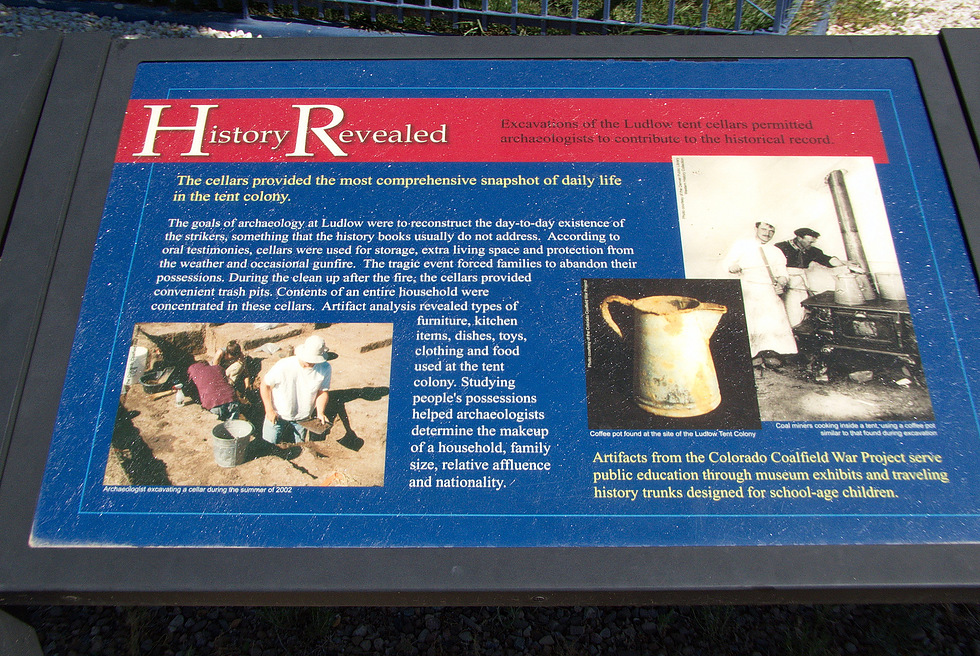 History Revealed
Excavations of the Ludlow tent cellars permitted
archaeologists to contribute to the historical record.
The cellars provided the most comprehensive snapshot of daily life
in the tent colony.
The goals of archaeology at Ludlow were to reconstruct the day-to-day existence of
the strikers, something that the history books usually do not address. According to
oral testimonies, cellars were used for storage, extra living space and protection from
the weather and occasional gunfire. The tragic event forced families to abandon their
possessions. During the clean up after the fire, the cellars provided
convenient trash pits. Contents of an entire household were
concentrated in these cellars. Artifact analysis revealed types of
furniture, kitchen
items, dishes, toys,
clothing and food
used at the tent
colony. Studying
people's possessions
helped archaeologists
determine the makeup
of a household, family
size, relative affluence
and nationality.
Archaeologist excavating a cellar during the summer of 2002
Coffee pot found at the site of the Ludlow Tent Colony
Coal miners cooking inside a tent, using a coffee pot
similar to that found during excavation
Artifacts from the Colorado Coalfield War Project serve
public education through museum exhibits and traveling
history trunks designed for school-age children.